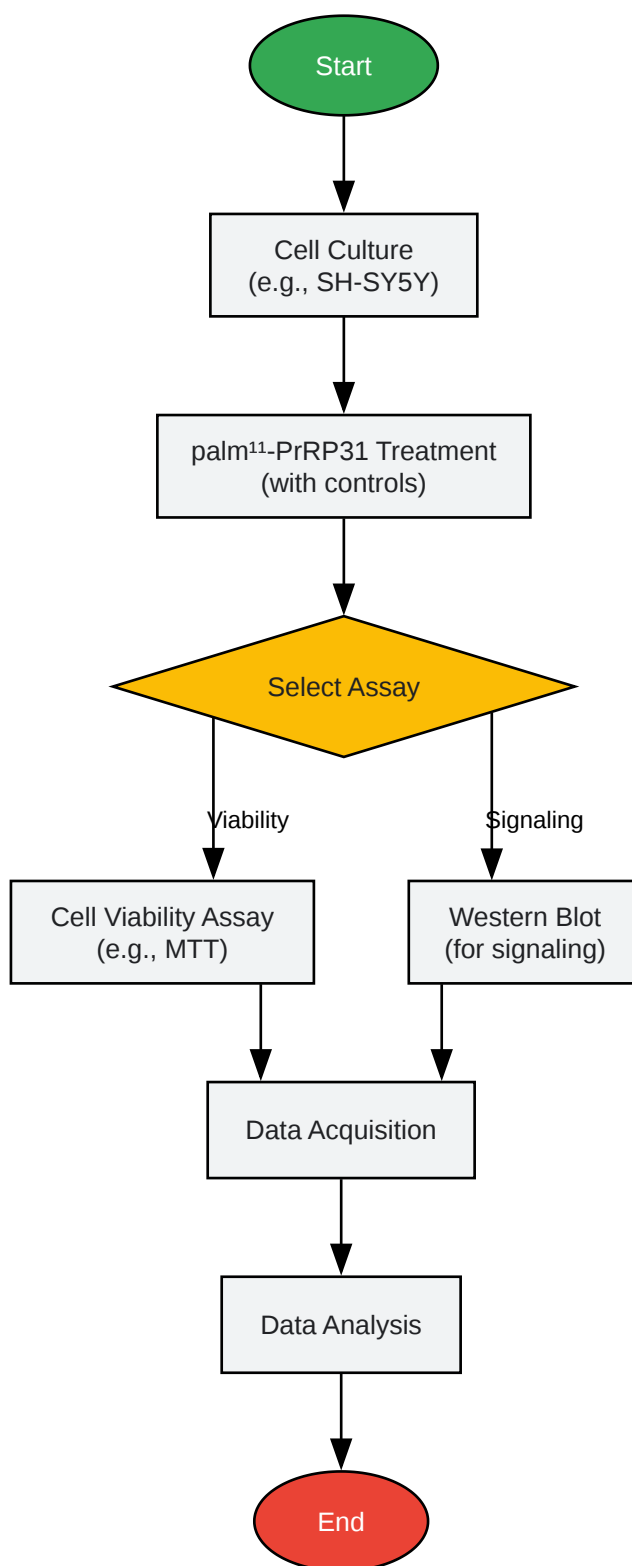 Start
Cell Culture
(e.g., SH-SY5Y)
palm¹¹-PrRP31 Treatment
(with controls)
Select Assay
Viability
Signaling
Cell Viability Assay
(e.g., MTT)
Western Blot
(for signaling)
Data Acquisition
Data Analysis
End